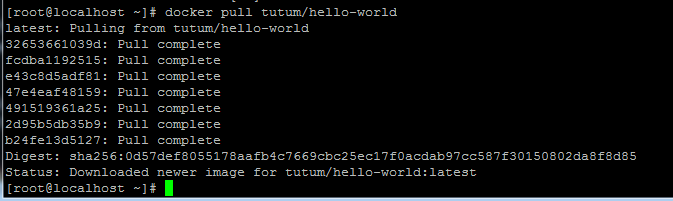 [root@localhost ~]# docker pull tutum/hello-world
latest: Pulling from tutum/hello-world
32653661039d: Pull complete
fcdba1192515: Pull complete
e43c8d5adf81: Pull complete
47e4eaf48159: Pull complete
491519361a25: Pull complete
2d95b5db35b9: Pull complete
b24fe13d5127: Pull complete
Digest: sha256:0d57def8055178aafb4c7669cbc25ec17f0acdab97cc587f30150802da8f8d85
Status: Downloaded newer image for tutum/hello-world:latest
[root@localhost ~]#